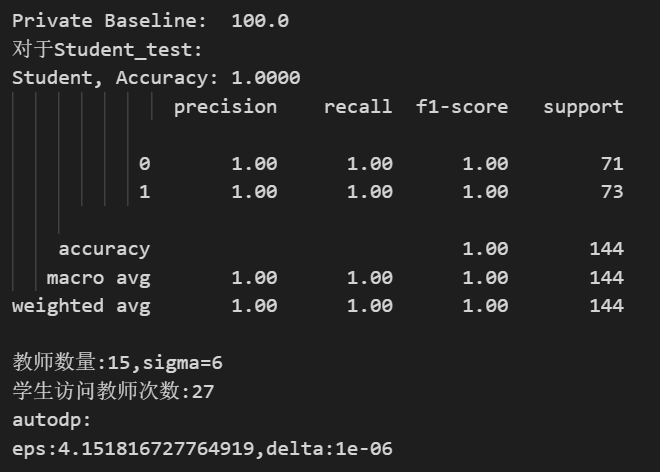 Private Baseline:  100.0
对于Student_test:
Student, Accuracy: 1.0000
precision    recall  f1-score   support
0       1.00      1.00      1.00        71
1       1.00      1.00      1.00        73
accuracy                           1.00       144
macro avg       1.00      1.00      1.00       144
weighted avg       1.00      1.00      1.00       144
教师数量:15,sigma=6
学生访问教师次数:27
autodp:
eps:4.151816727764919,delta:1e-06